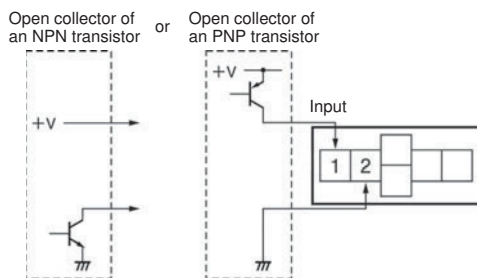 Open collector of
an NPN transistor
or
Open collector of
an PNP transistor
+V
+V
Input
1 2